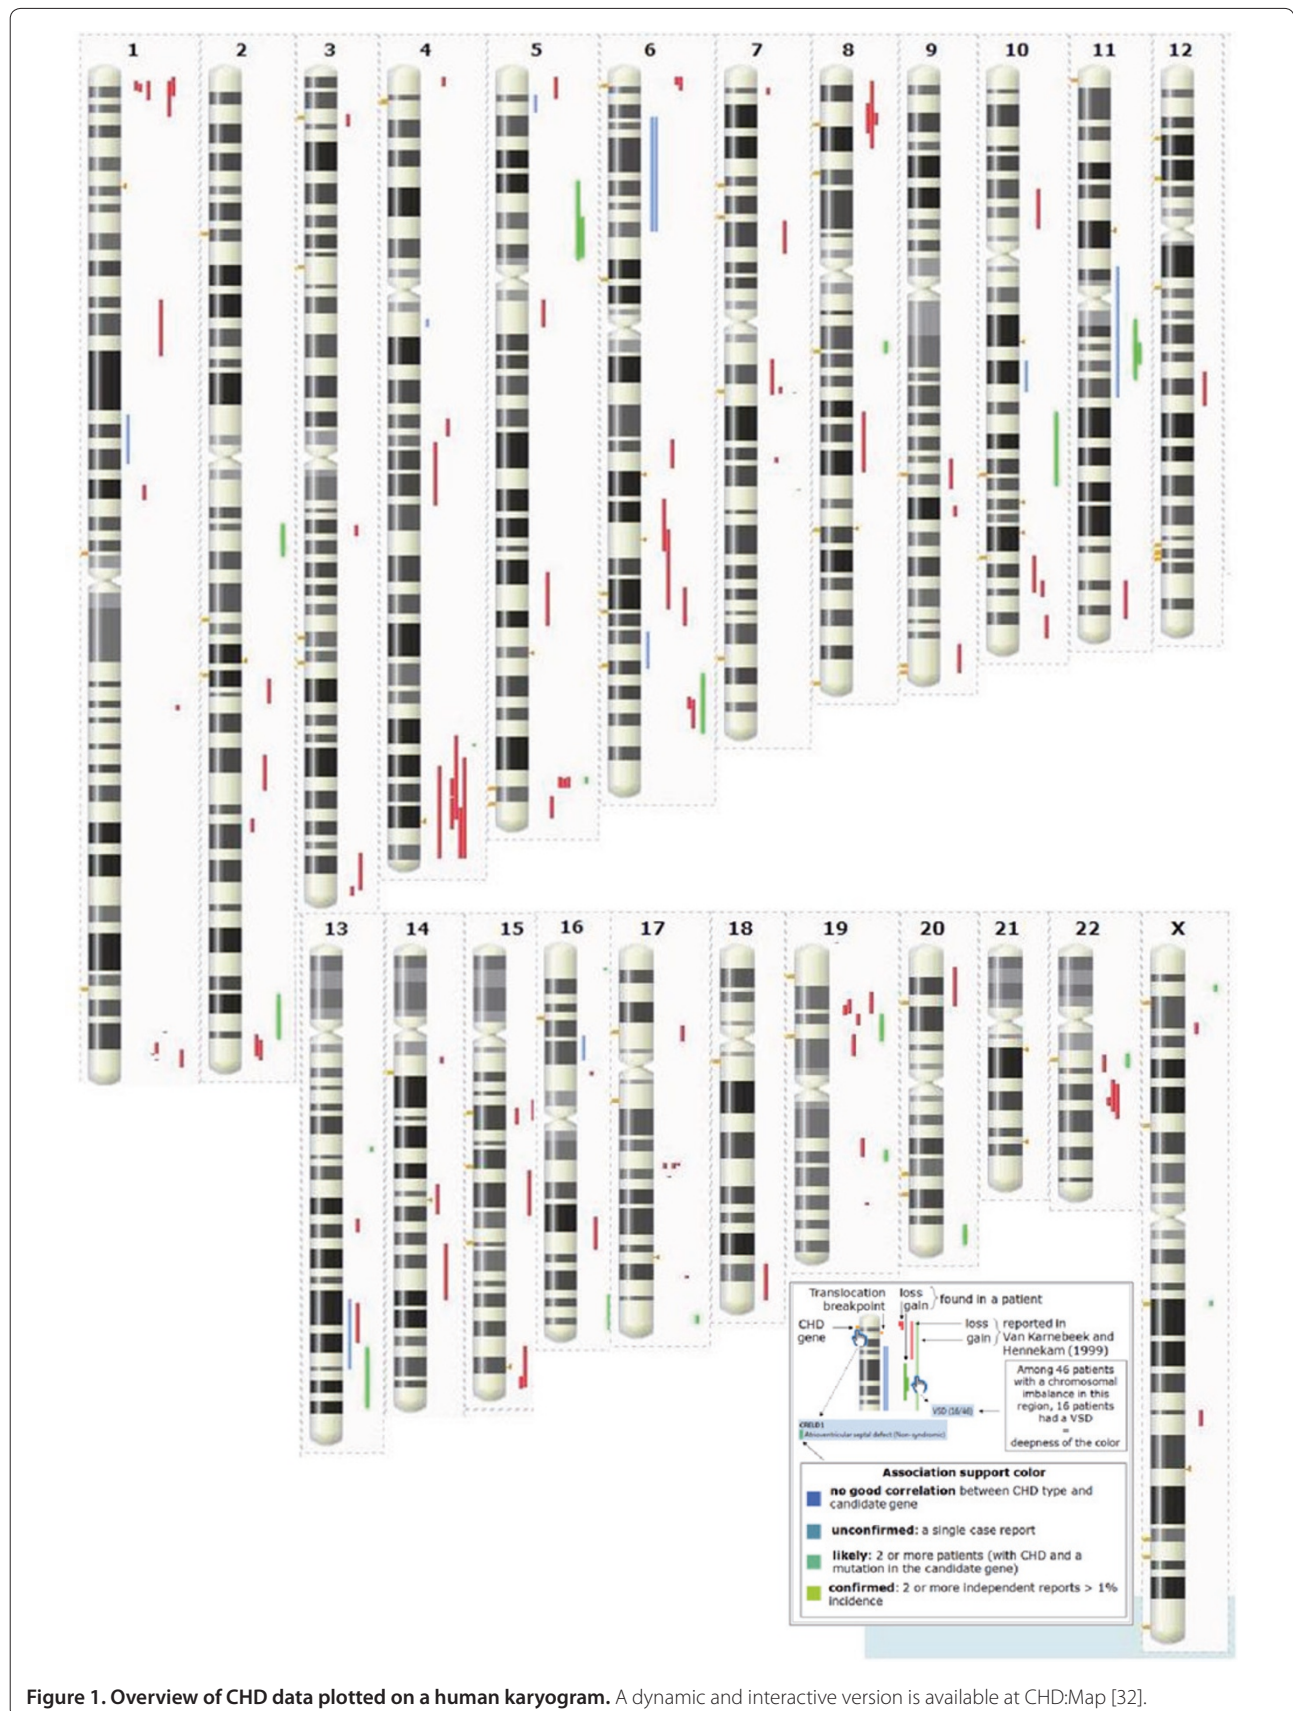 1 2 3 4 5 6 7 8 9 10 11 12
13 14 15 16 17 18 19 20 21 22 X
Translocation
breakpoint
loss
gain
found in a patient
CHD
gene
loss
gain
reported in
Van Karnebeek and
Hennekam (1999)
Among 46 patients
with a chromosomal
imbalance in this
region, 16 patients
had a VSD
=
deepness of the color
VSD (16/46)
CRELD1
Atrioventricular septal defect (Non-syndromic)
Association support color
no good correlation between CHD type and
candidate gene
unconfirmed: a single case report
likely: 2 or more patients (with CHD and a
mutation in the candidate gene)
confirmed: 2 or more independent reports > 1%
incidence
Figure 1. Overview of CHD data plotted on a human karyogram. A dynamic and interactive version is available at CHD:Map [32].